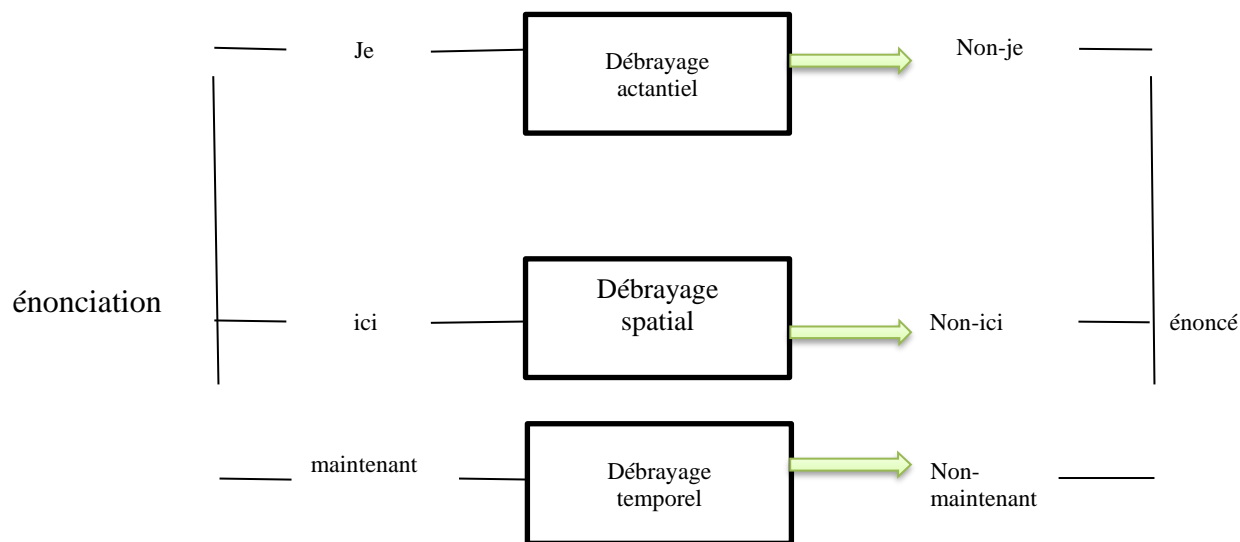 Je
Débrayage
actantiel
Non-je
énonciation
ici
Débrayage
spatial
Non-ici
énoncé
maintenant
Débrayage
temporel
Non-
maintenant